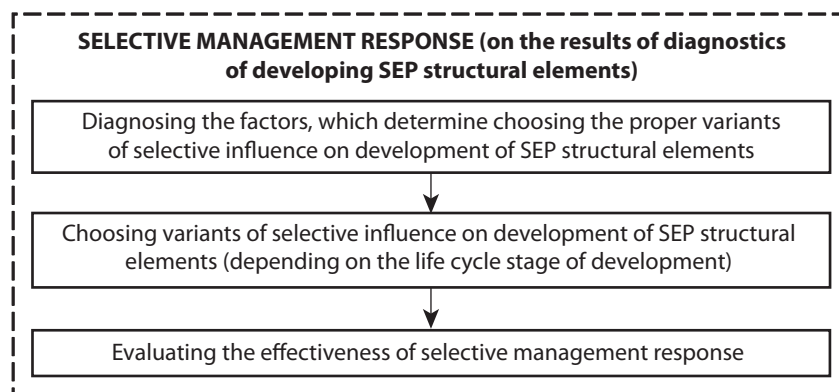 SELECTIVE MANAGEMENT RESPONSE (on the results of diagnostics
of developing SEP structural elements)
Diagnosing the factors, which determine choosing the proper variants
of selective influence on development of SEP structural elements
Choosing variants of selective influence on development of SEP structural
elements (depending on the life cycle stage of development)
Evaluating the effectiveness of selective management response